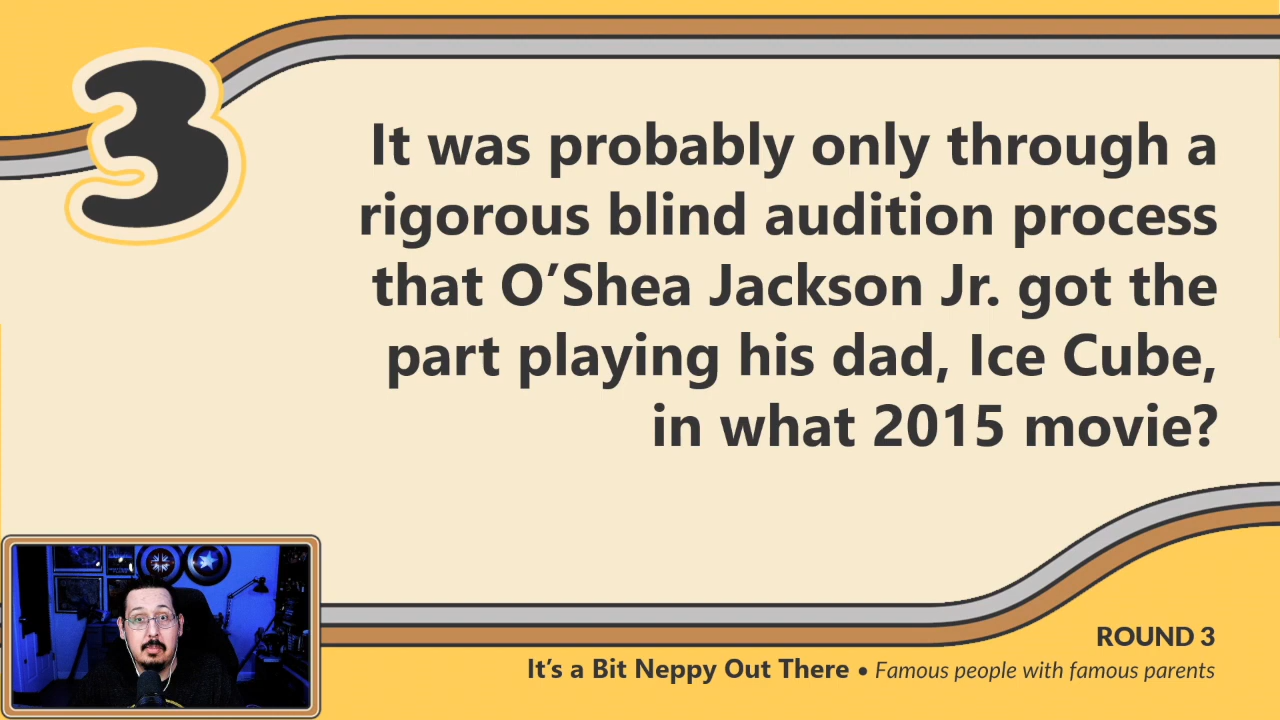 3
It was probably only through a
rigorous blind audition process
that O’Shea Jackson Jr. got the
part playing his dad, Ice Cube,
in what 2015 movie?
ROUND 3
It’s a Bit Neppy Out There • Famous people with famous parents